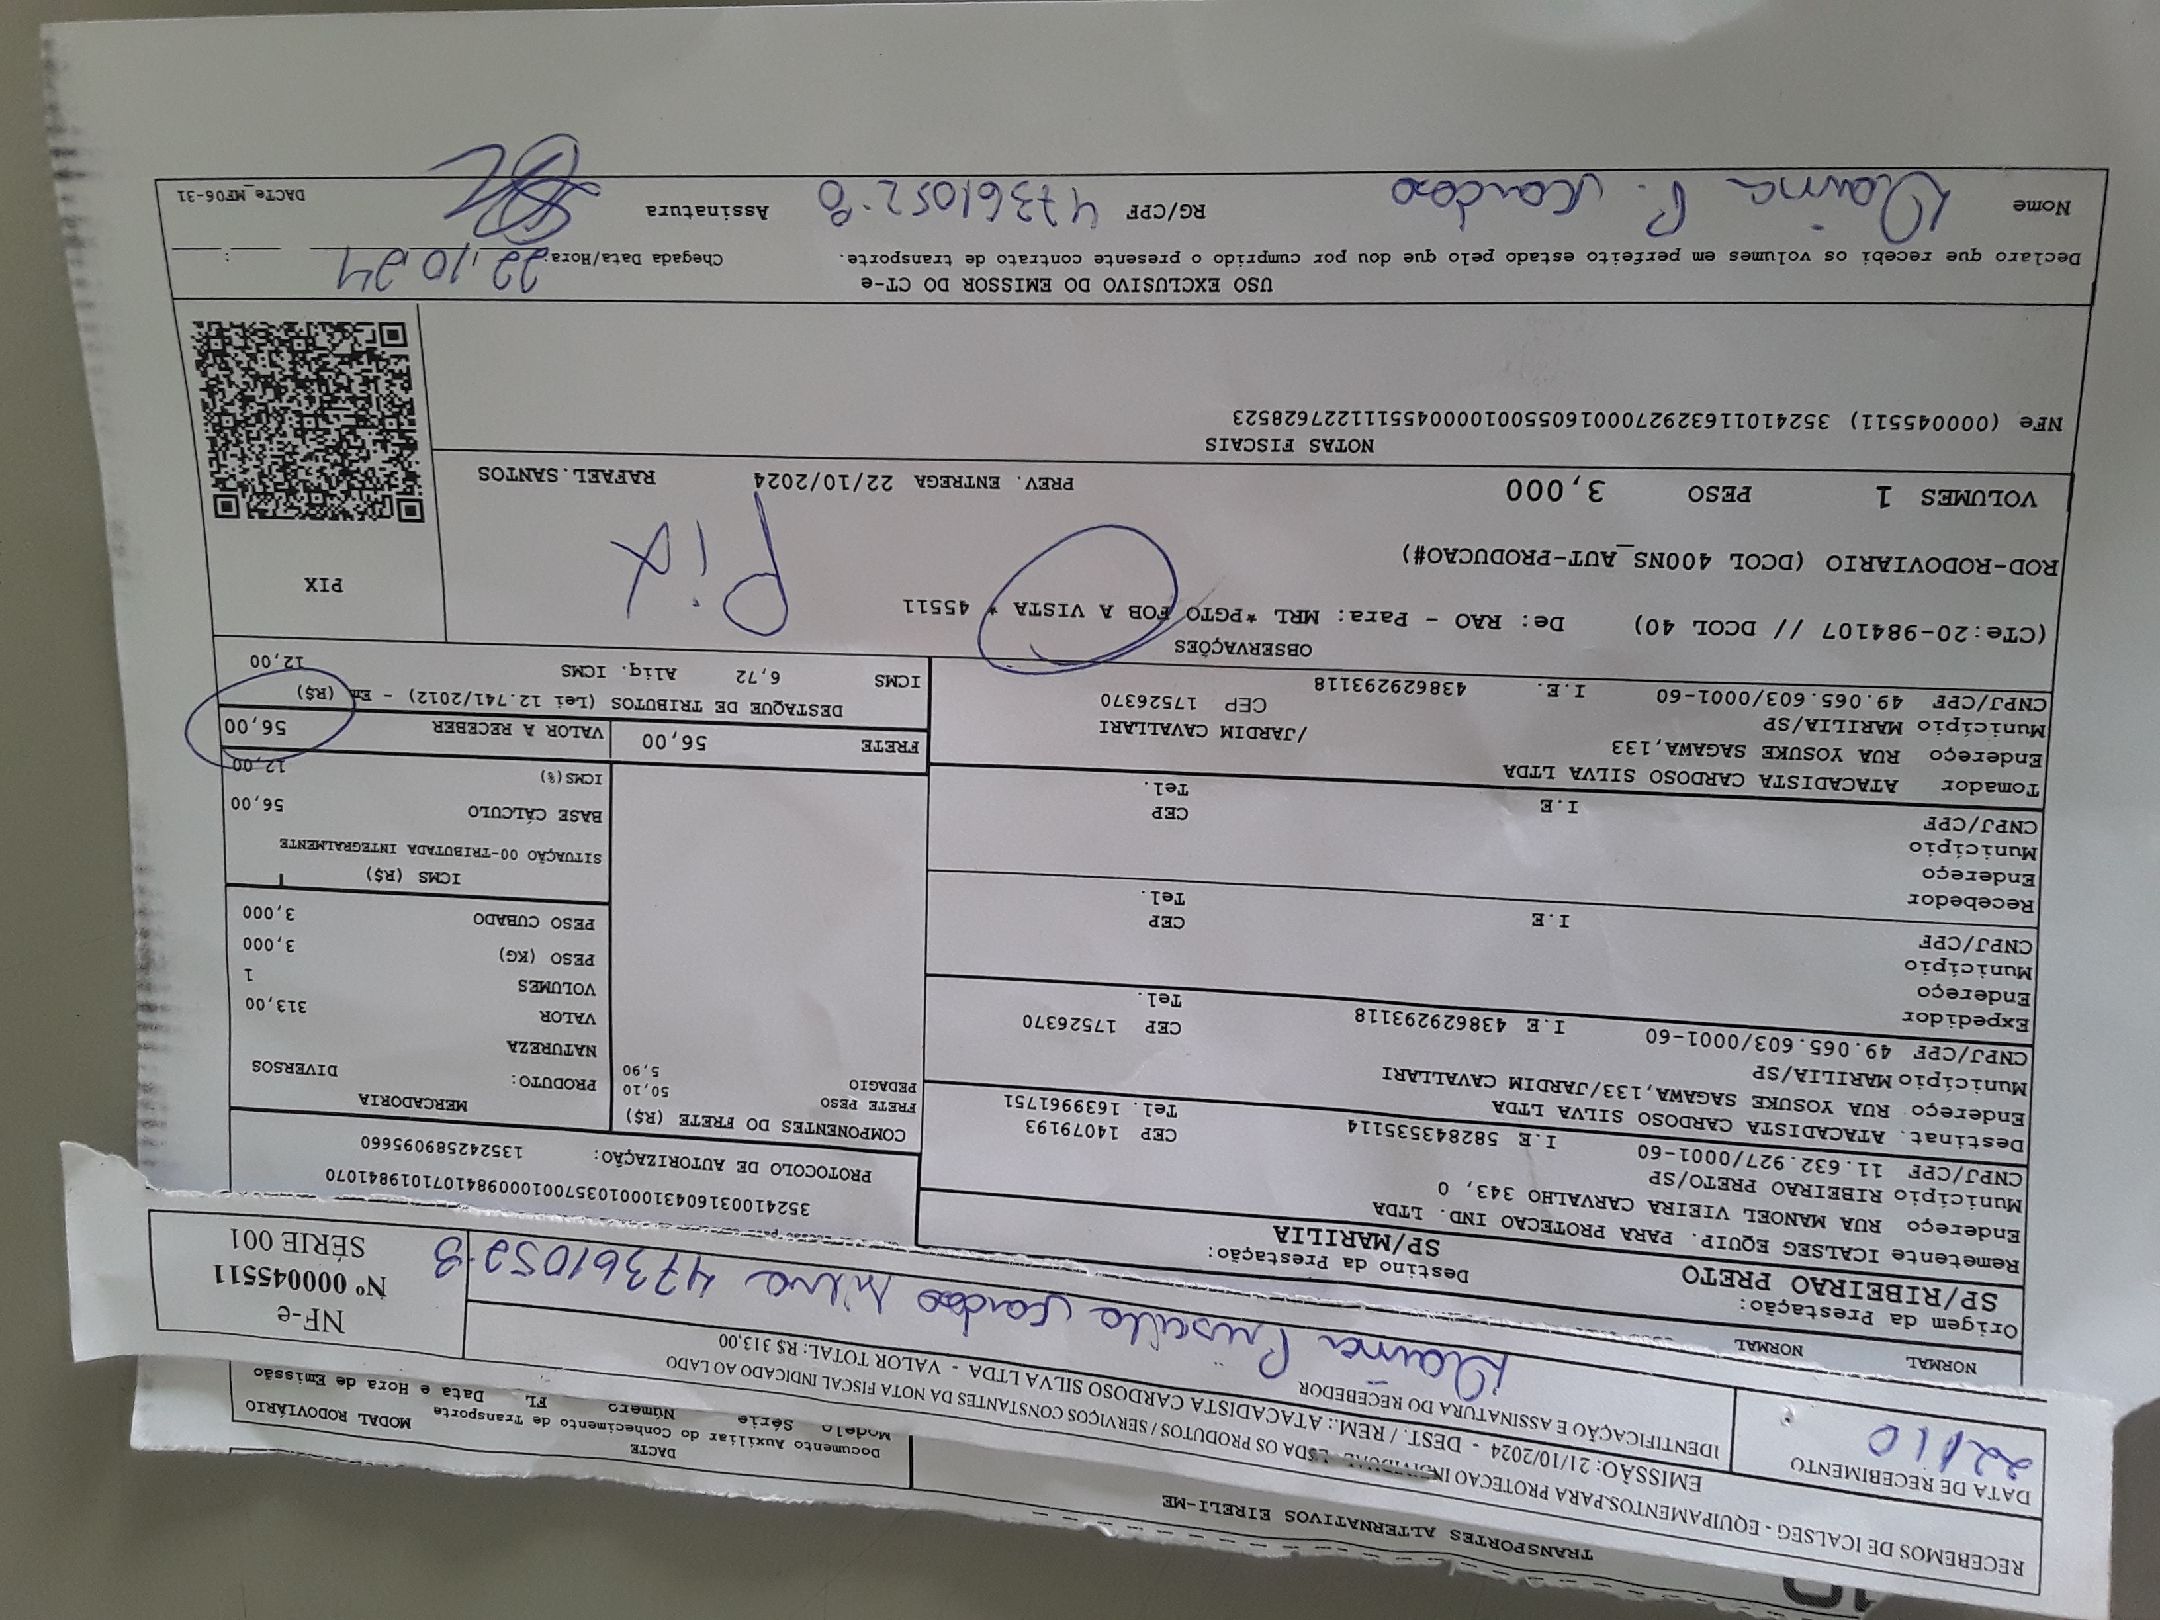 TRANSPORTES ALTERNATIVOS EIRELI-ME
DACTE
Documento Auxiliar do Conhecimento de Transporte
MODAL RODOVIÁRIO
Modelo Série Número FL Data e Hora de Emissão
RECEBEMOS DE ICALSEG - EQUIPAMENTOS PARA PROTECAO OS PRODUTOS / SERVIÇOS CONSTANTES DA NOTA FISCAL INDICADO AO LADO
EMISSÃO: 21/10/2024 - DEST. / REM.: ATACADISTA CARDOSO SILVA LTDA - VALOR TOTAL: R$ 313,00
DATA DE RECEBIMENTO
22/10
IDENTIFICAÇÃO E ASSINATURA DO RECEBEDOR
Priscila Cardoso Silva 47361052-8
NF-e
Nº 000045511
SÉRIE 001
NORMAL NORMAL
Origem da Prestação:
SP/RIBEIRAO PRETO
Destino da Prestação:
SP/MARILIA
Remetente ICALSEG EQUIP. PARA PROTECAO IND. LTDA
Endereço RUA MANOEL VIEIRA CARVALHO 343, 0
Município RIBEIRAO PRETO/SP CEP 14079193
CNPJ/CPF 11.632.927/0001-60 I.E 582843535114 Tel. 1639961751
Destinat. ATACADISTA CARDOSO SILVA LTDA
Endereço RUA YOSUKE SAGAWA,133/JARDIM CAVALLARI
Município MARILIA/SP CEP 17526370
CNPJ/CPF 49.065.603/0001-60 I.E 43862293118 Tel.
Expedidor
Endereço
Município CEP
CNPJ/CPF I.E Tel.
Recebedor
Endereço
Município CEP
CNPJ/CPF I.E Tel.
Tomador ATACADISTA CARDOSO SILVA LTDA
Endereço RUA YOSUKE SAGAWA,133 /JARDIM CAVALLARI
Município MARILIA/SP CEP 17526370
CNPJ/CPF 49.065.603/0001-60 I.E. 43862293118
35241003160431000103570010009841071019841070
PROTOCOLO DE AUTORIZAÇÃO: 135242589095660
COMPONENTES DO FRETE (R$)
FRETE PESO 50,10
PEDAGIO 5,90
MERCADORIA
PRODUTO: DIVERSOS
NATUREZA
VALOR 313,00
VOLUMES 1
PESO (KG) 3,000
PESO CUBADO 3,000
ICMS (R$)
SITUAÇÃO 00-TRIBUTADA INTEGRALMENTE
BASE CÁLCULO 56,00
ICMS(%) 12,00
FRETE 56,00
VALOR A RECEBER 56,00
DESTAQUE DE TRIBUTOS (Lei 12.741/2012) - Em (R$)
ICMS 6,72 Alíq. ICMS 12,00
OBSERVAÇÕES
(CTe:20-984107 // DCOL 40) De: RAO - Para: MRL *PGTO FOB A VISTA * 45511
ROD-RODOVIARIO (DCOL 400NS_AUT-PRODUCAO#)
Pix
PIX
VOLUMES 1 PESO 3,000 PREV. ENTREGA 22/10/2024 RAFAEL.SANTOS
NOTAS FISCAIS
NFe (000045511) 35241011632927000160550010000455111227628523
USO EXCLUSIVO DO EMISSOR DO CT-e
Declaro que recebi os volumes em perfeito estado pelo que dou por cumprido o presente contrato de transporte.
Chegada Data/Hora: 22.10.24 :
Nome P. Cardoso RG/CPF 47361052-8 Assinatura
DACTe_MF06-31